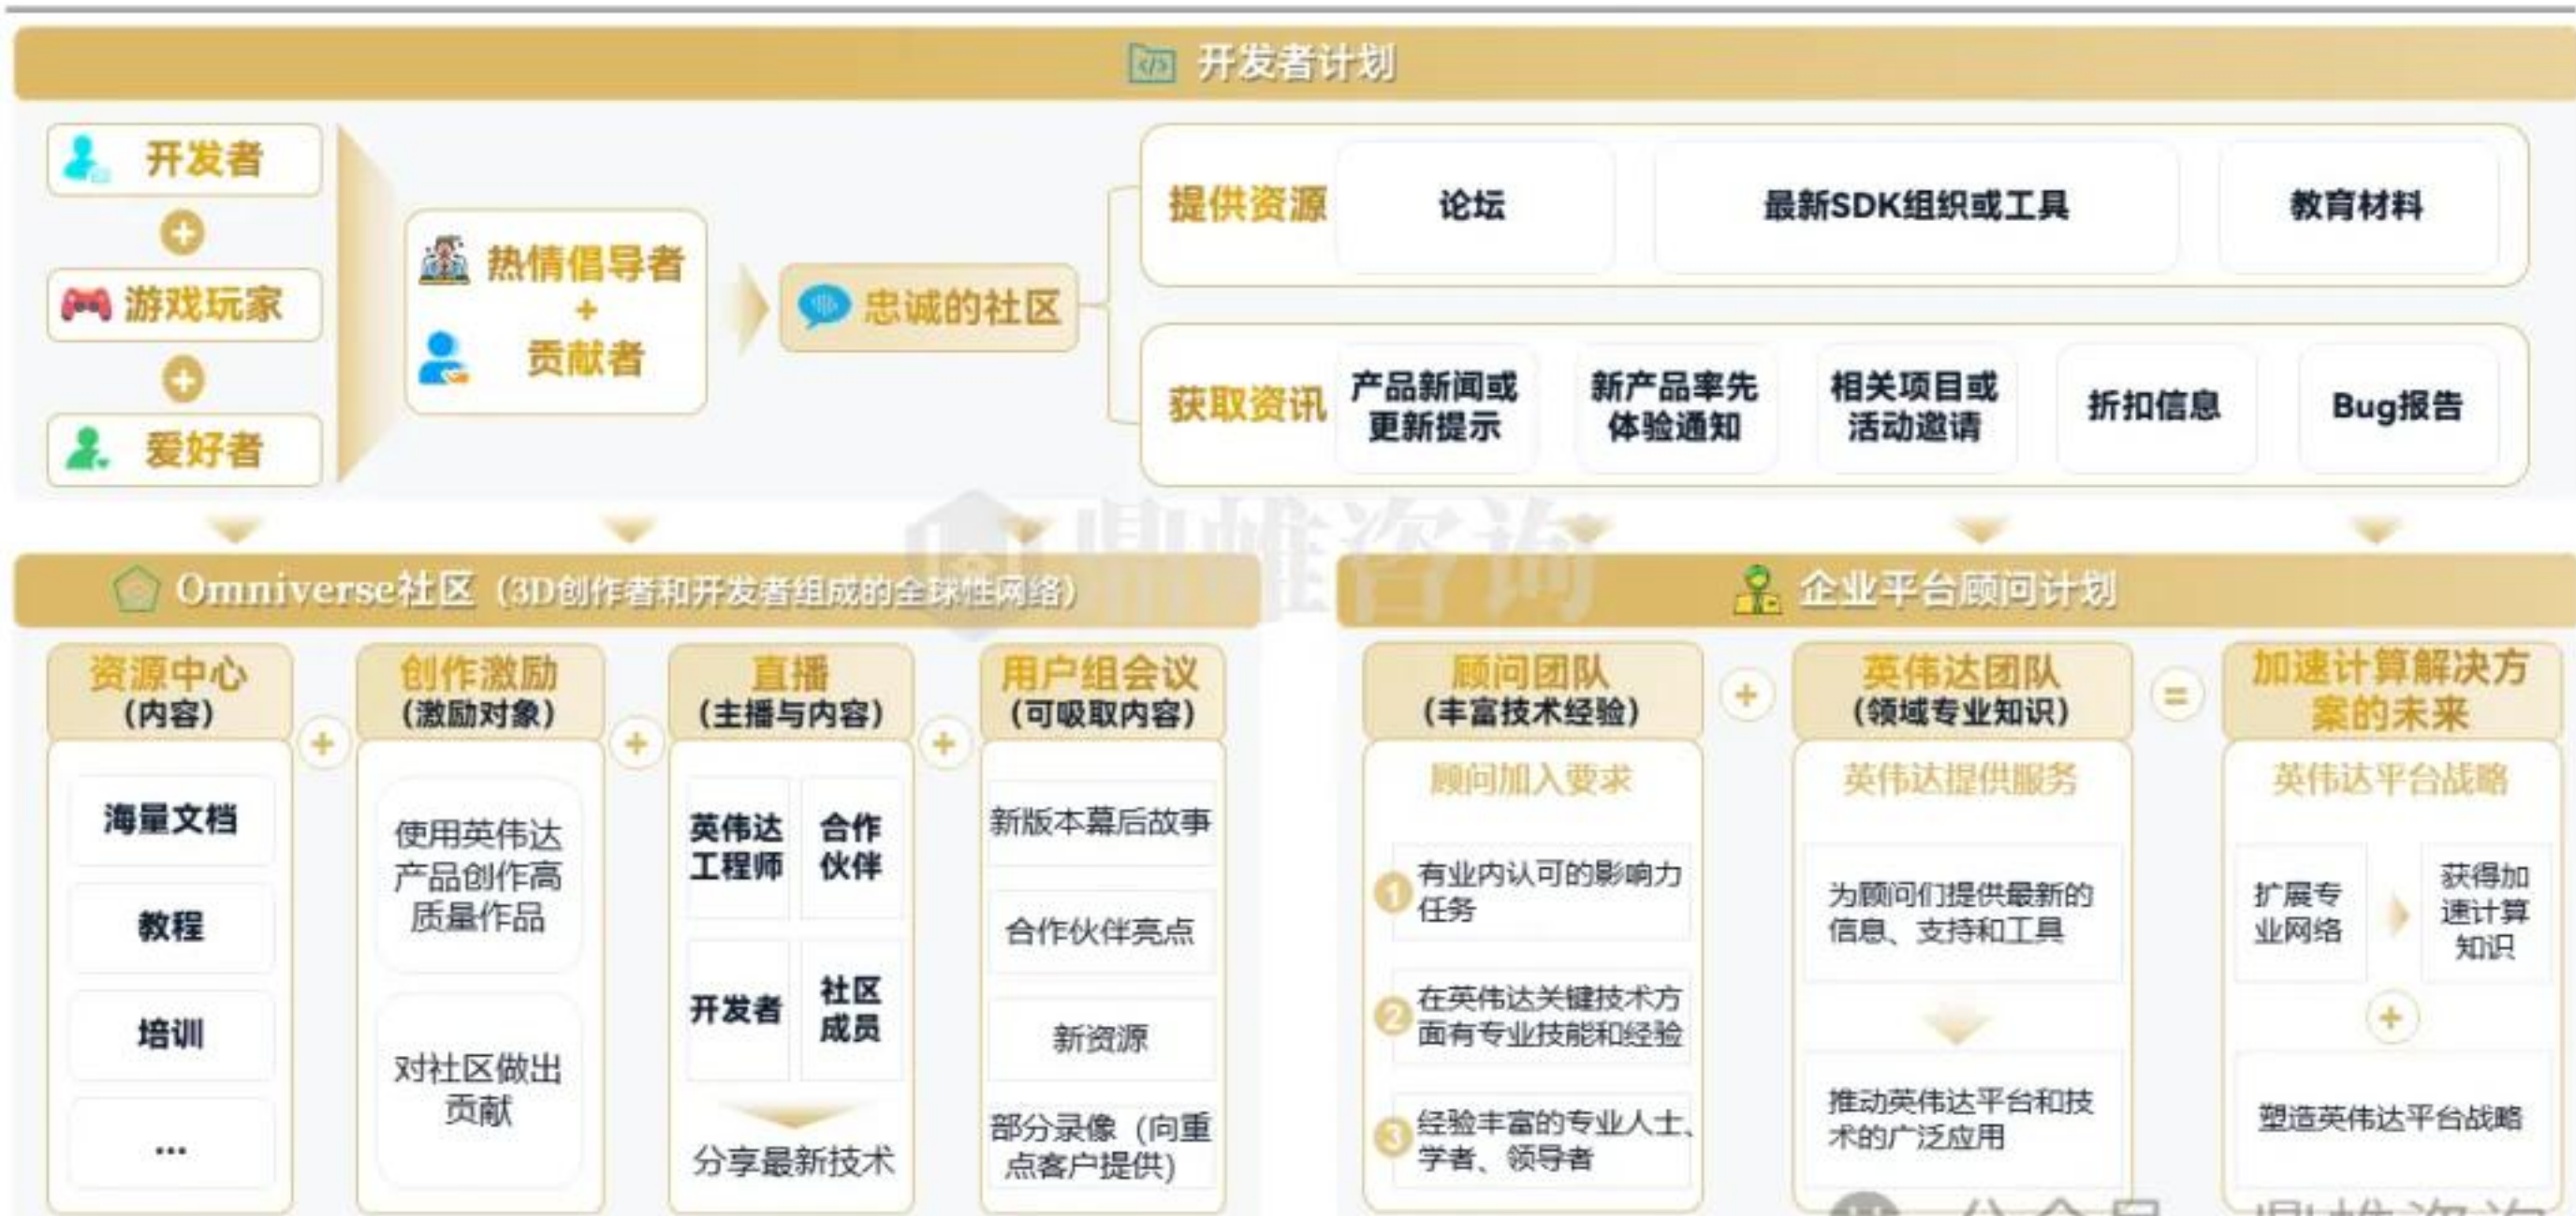 开发者计划
开发者
+
游戏玩家
+
爱好者
热情倡导者
+
贡献者
忠诚的社区
提供资源
论坛
最新SDK组织或工具
教育材料
获取资讯
产品新闻或
更新提示
新产品率先
体验通知
相关项目或
活动邀请
折扣信息
Bug报告
鼎帷咨询
Omniverse社区（3D创作者和开发者组成的全球性网络）
资源中心
（内容）
海量文档
教程
培训
...
+
创作激励
（激励对象）
使用英伟达
产品创作高
质量作品
对社区做出
贡献
+
直播
（主播与内容）
英伟达
工程师
合作
伙伴
开发者
社区
成员
分享最新技术
+
用户组会议
（可吸取内容）
新版本幕后故事
合作伙伴亮点
新资源
部分录像（向重
点客户提供）
企业平台顾问计划
顾问团队
（丰富技术经验）
顾问加入要求
1 有业内认可的影响力
任务
2 在英伟达关键技术方
面有专业技能和经验
3 经验丰富的专业人士、
学者、领导者
+
英伟达团队
（领域专业知识）
英伟达提供服务
为顾问们提供最新的
信息、支持和工具
推动英伟达平台和技
术的广泛应用
=
加速计算解决方
案的未来
英伟达平台战略
扩展专
业网络
获得加
速计算
知识
+
塑造英伟达平台战略